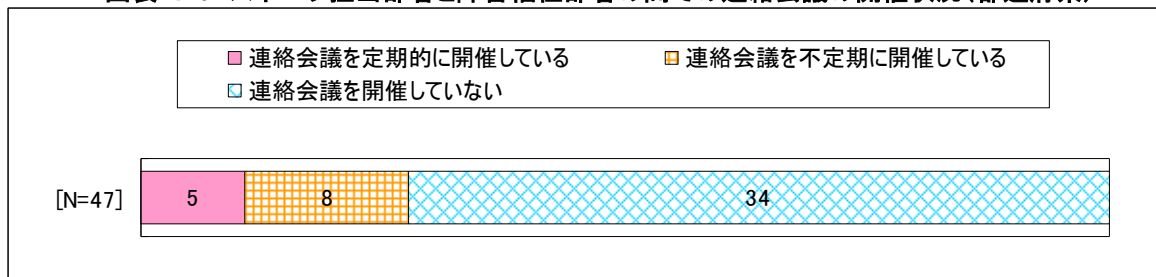 連絡会議を定期的に開催している 連絡会議を不定期に開催している
連絡会議を開催していない
[N=47] 5 8 34